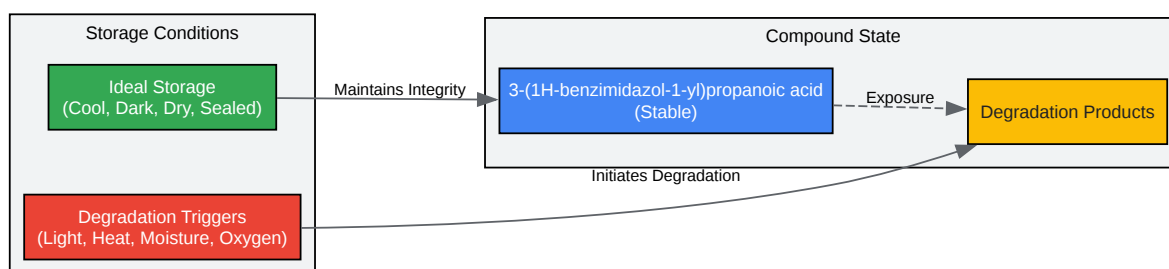 Storage Conditions
Ideal Storage
(Cool, Dark, Dry, Sealed)
Degradation Triggers
(Light, Heat, Moisture, Oxygen)
Maintains Integrity
Initiates Degradation
Compound State
3-(1H-benzimidazol-1-yl)propanoic acid
(Stable)
Exposure
Degradation Products